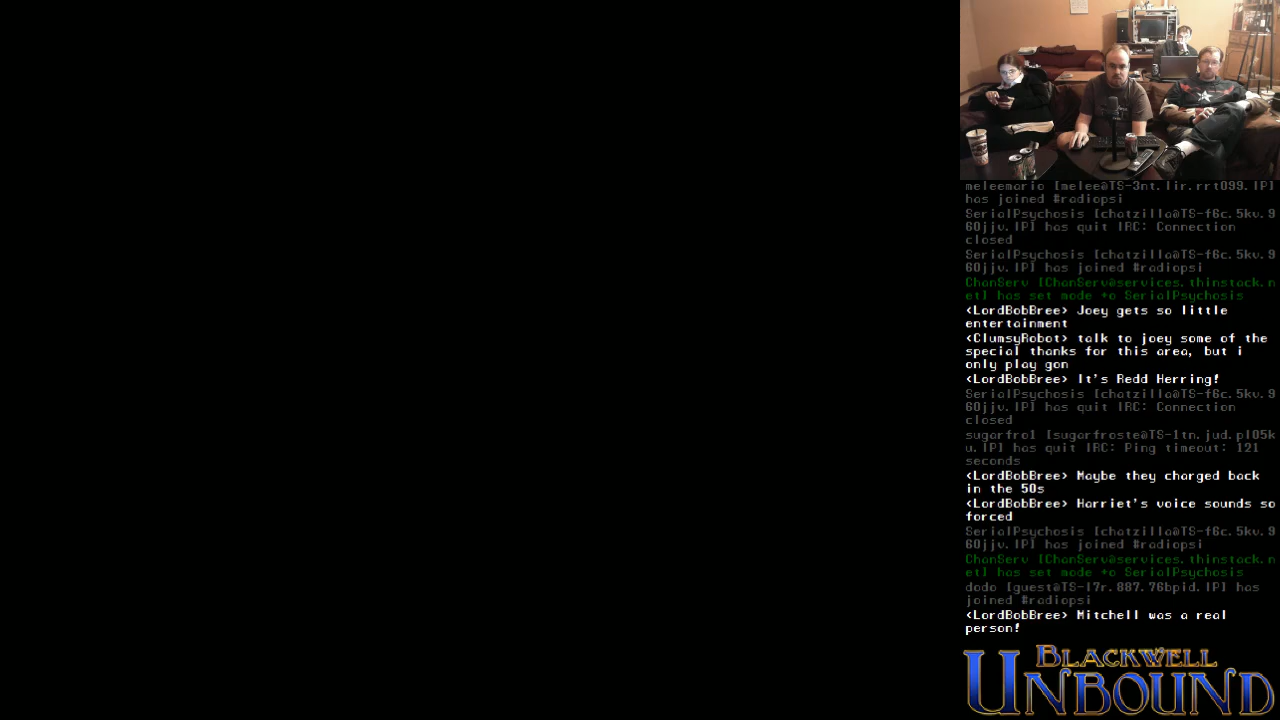 meleemario [melee@TS-3nt.lir.rrt099.IP]
has joined #radiopsi
SerialPsychosis [chatzilla@TS-f6c.5kv.9
60jjv.IP] has quit IRC: Connection
closed
SerialPsychosis [chatzilla@TS-f6c.5kv.9
60jjv.IP] has joined #radiopsi
ChanServ [ChanServ@services.thinstack.n
et] has set mode +o SerialPsychosis
<LordBobBree> Joey gets so little
entertainment
<ClumsyRobot> talk to joey some of the
special thanks for this area, but i
only play gon
<LordBobBree> It's Redd Herring!
SerialPsychosis [chatzilla@TS-f6c.5kv.9
60jjv.IP] has quit IRC: Connection
closed
sugarfro1 [sugarfroste@TS-1tn.jud.pl05k
u.IP] has quit IRC: Ping timeout: 121
seconds
<LordBobBree> Maybe they charged back
in the 50s
<LordBobBree> Harriet's voice sounds so
forced
SerialPsychosis [chatzilla@TS-f6c.5kv.9
60jjv.IP] has joined #radiopsi
ChanServ [ChanServ@services.thinstack.n
et] has set mode +o SerialPsychosis
dodo [guest@TS-l7r.887.76bpid.IP] has
joined #radiopsi
<LordBobBree> Mitchell was a real
person!
BLACKWELL
UNBOUND